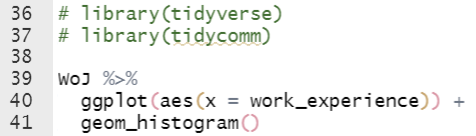 36 # library(tidyverse)
37 # library(tidycomm)
38
39 WoJ %>%
40 ggplot(aes(x = work_experience)) +
41 geom_histogram()